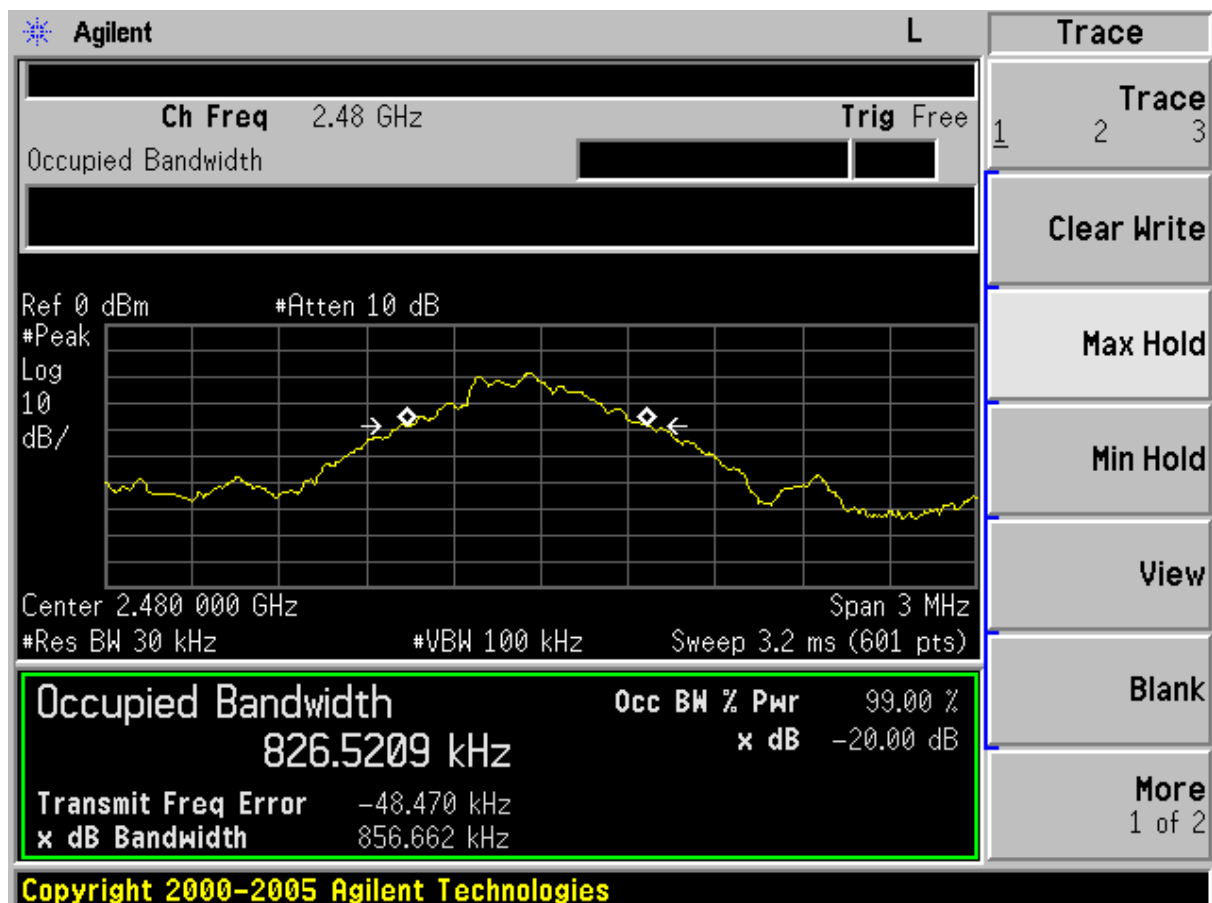 Agilent L
Trace
Ch Freq 2.48 GHz Trig Free
Occupied Bandwidth
Trace
1 2 3
Clear Write
Max Hold
Min Hold
View
Blank
More
1 of 2
Ref 0 dBm #Atten 10 dB
#Peak
Log
10
dB/
Center 2.480 000 GHz Span 3 MHz
#Res BW 30 kHz #VBW 100 kHz Sweep 3.2 ms (601 pts)
Occupied Bandwidth
826.5209 kHz
Occ BW % Pwr 99.00 %
x dB -20.00 dB
Transmit Freq Error -48.470 kHz
x dB Bandwidth 856.662 kHz
Copyright 2000-2005 Agilent Technologies